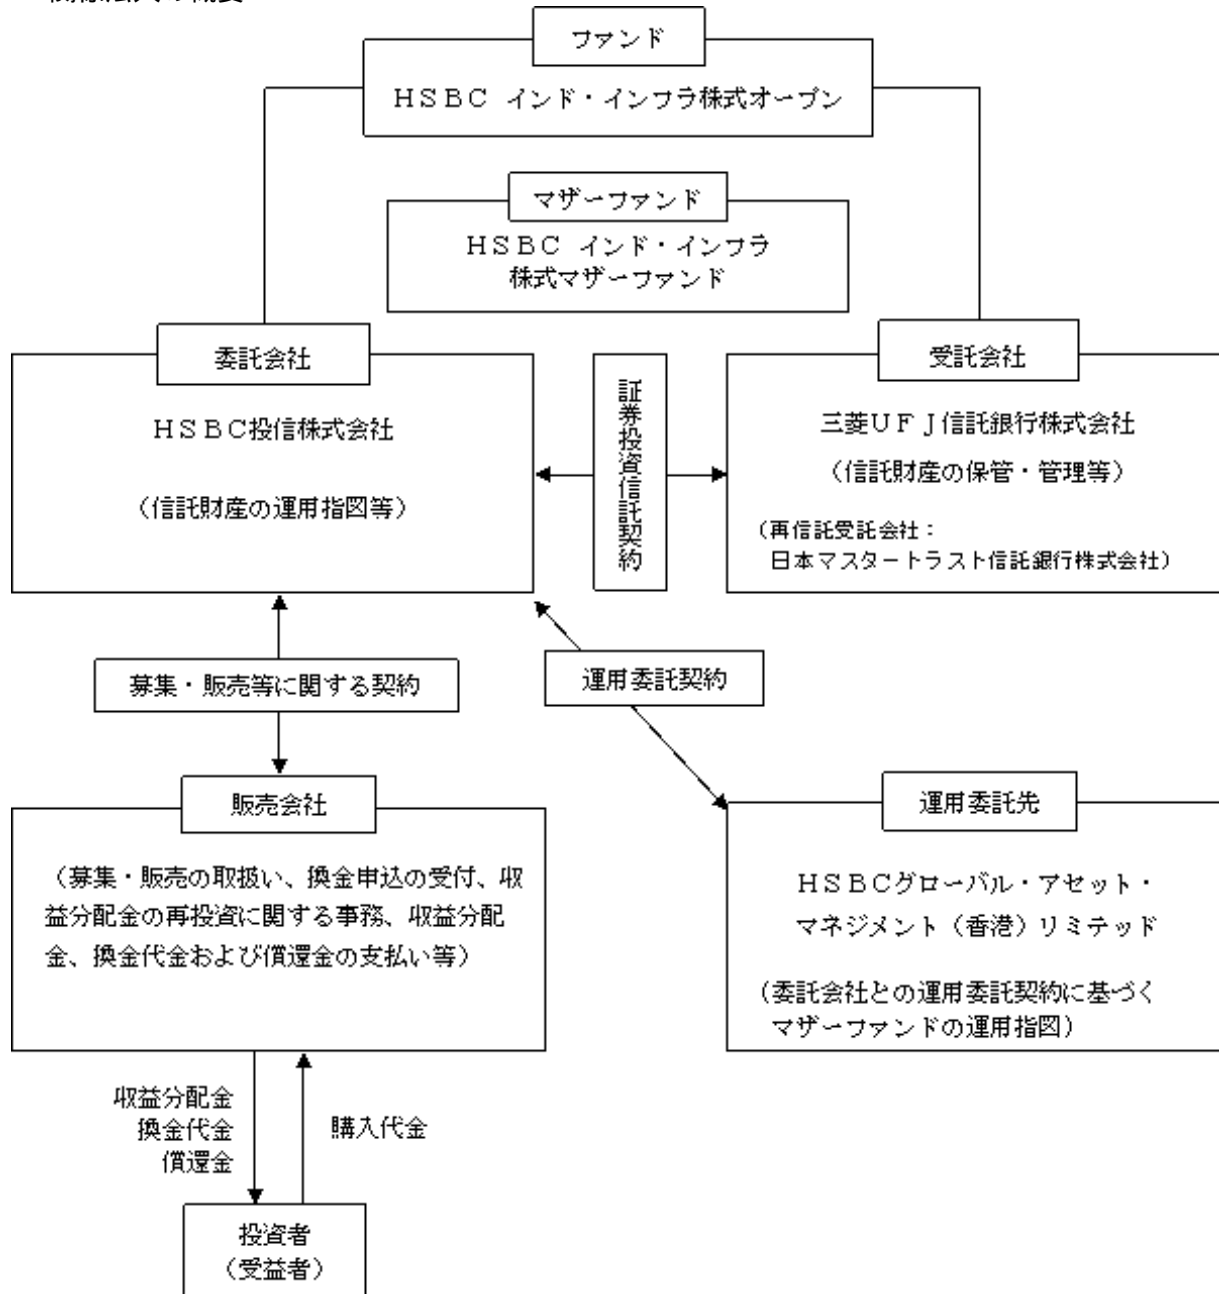 ファンド
ＨＳＢＣ インド・インフラ株式オープン
マザーファンド
ＨＳＢＣ インド・インフラ
株式マザーファンド
委託会社
ＨＳＢＣ投信株式会社
（信託財産の運用指図等）
証券投資信託契約
受託会社
三菱ＵＦＪ信託銀行株式会社
（信託財産の保管・管理等）
（再信託受託会社：
日本マスタートラスト信託銀行株式会社）
募集・販売等に関する契約
運用委託契約
販売会社
（募集・販売の取扱い、換金申込の受付、収
益分配金の再投資に関する事務、収益分配
金、換金代金および償還金の支払い等）
運用委託先
ＨＳＢＣグローバル・アセット・
マネジメント（香港）リミテッド
（委託会社との運用委託契約に基づく
マザーファンドの運用指図）
収益分配金
換金代金
償還金
購入代金
投資者
（受益者）